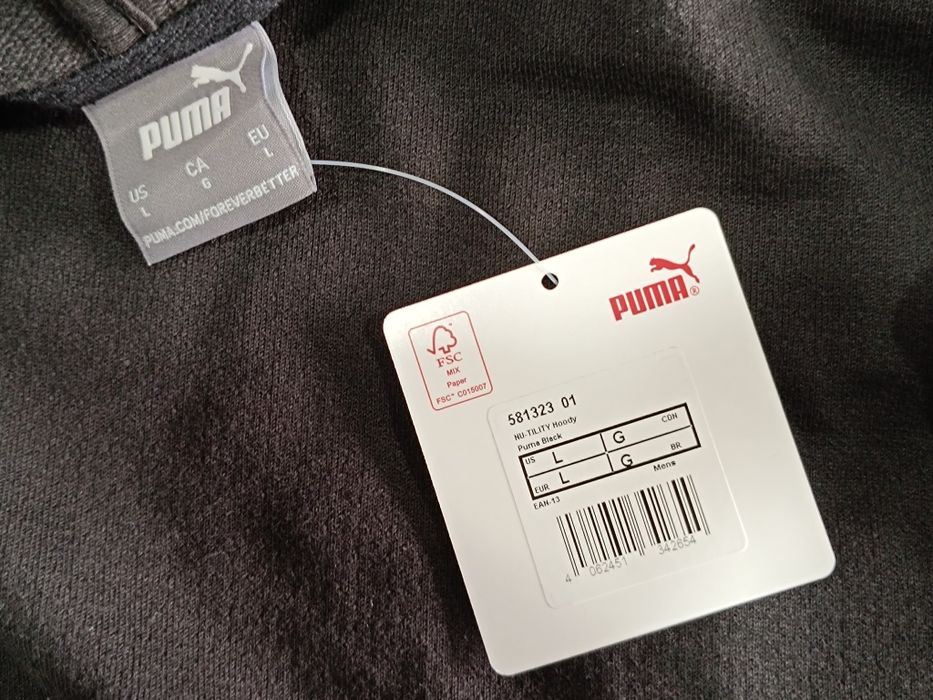 PUMA
US CA EU
L G L
PUMA.COM/FOREVERBETTER
PUMA®
FSC
MIX
Paper
FSC™ C015007
581323 01
NU-TILITY Hoody
Puma Black
US L G CDN
EUR L G BR
EAN-13 Mens
4 062451 342654